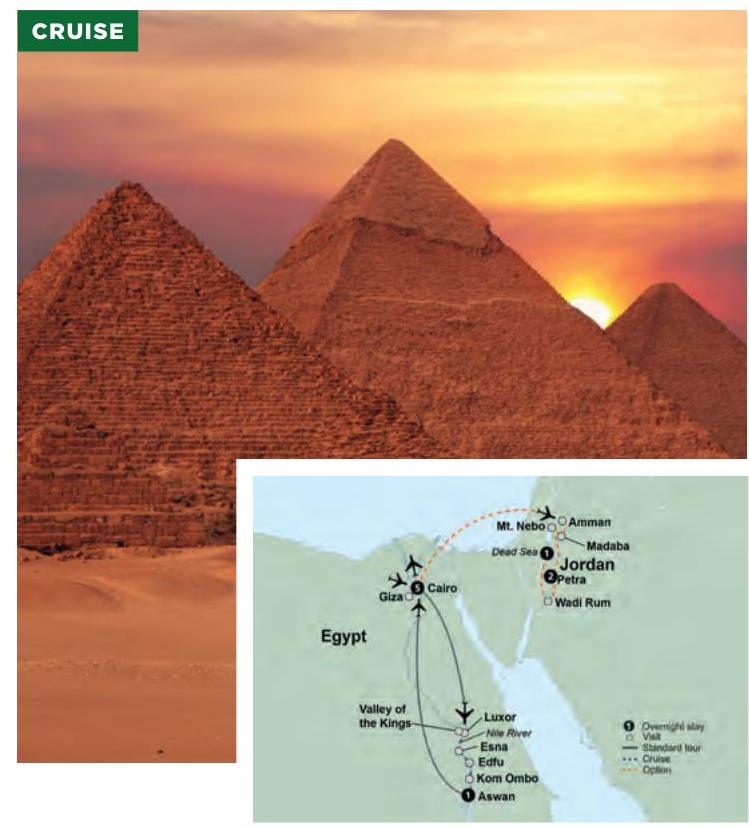 CRUISE
Mt. Nebo
Amman
Madaba
Dead Sea
1
Jordan
2
Petra
Wadi Rum
5
Cairo
Giza
Egypt
Valley of
the Kings
Luxor
Nile River
Esna
Edfu
Kom Ombo
1
Aswan
1 Overnight stay
Visit
Standard tour
Cruise
Option